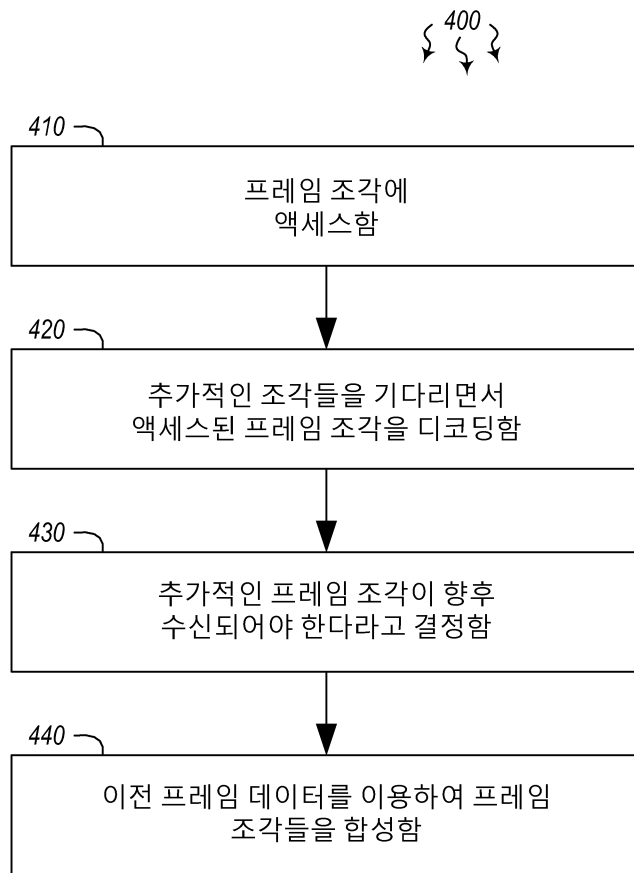 400
410
프레임 조각에
액세스함
420
추가적인 조각들을 기다리면서
액세스된 프레임 조각을 디코딩함
430
추가적인 프레임 조각이 향후
수신되어야 한다라고 결정함
440
이전 프레임 데이터를 이용하여 프레임
조각들을 합성함